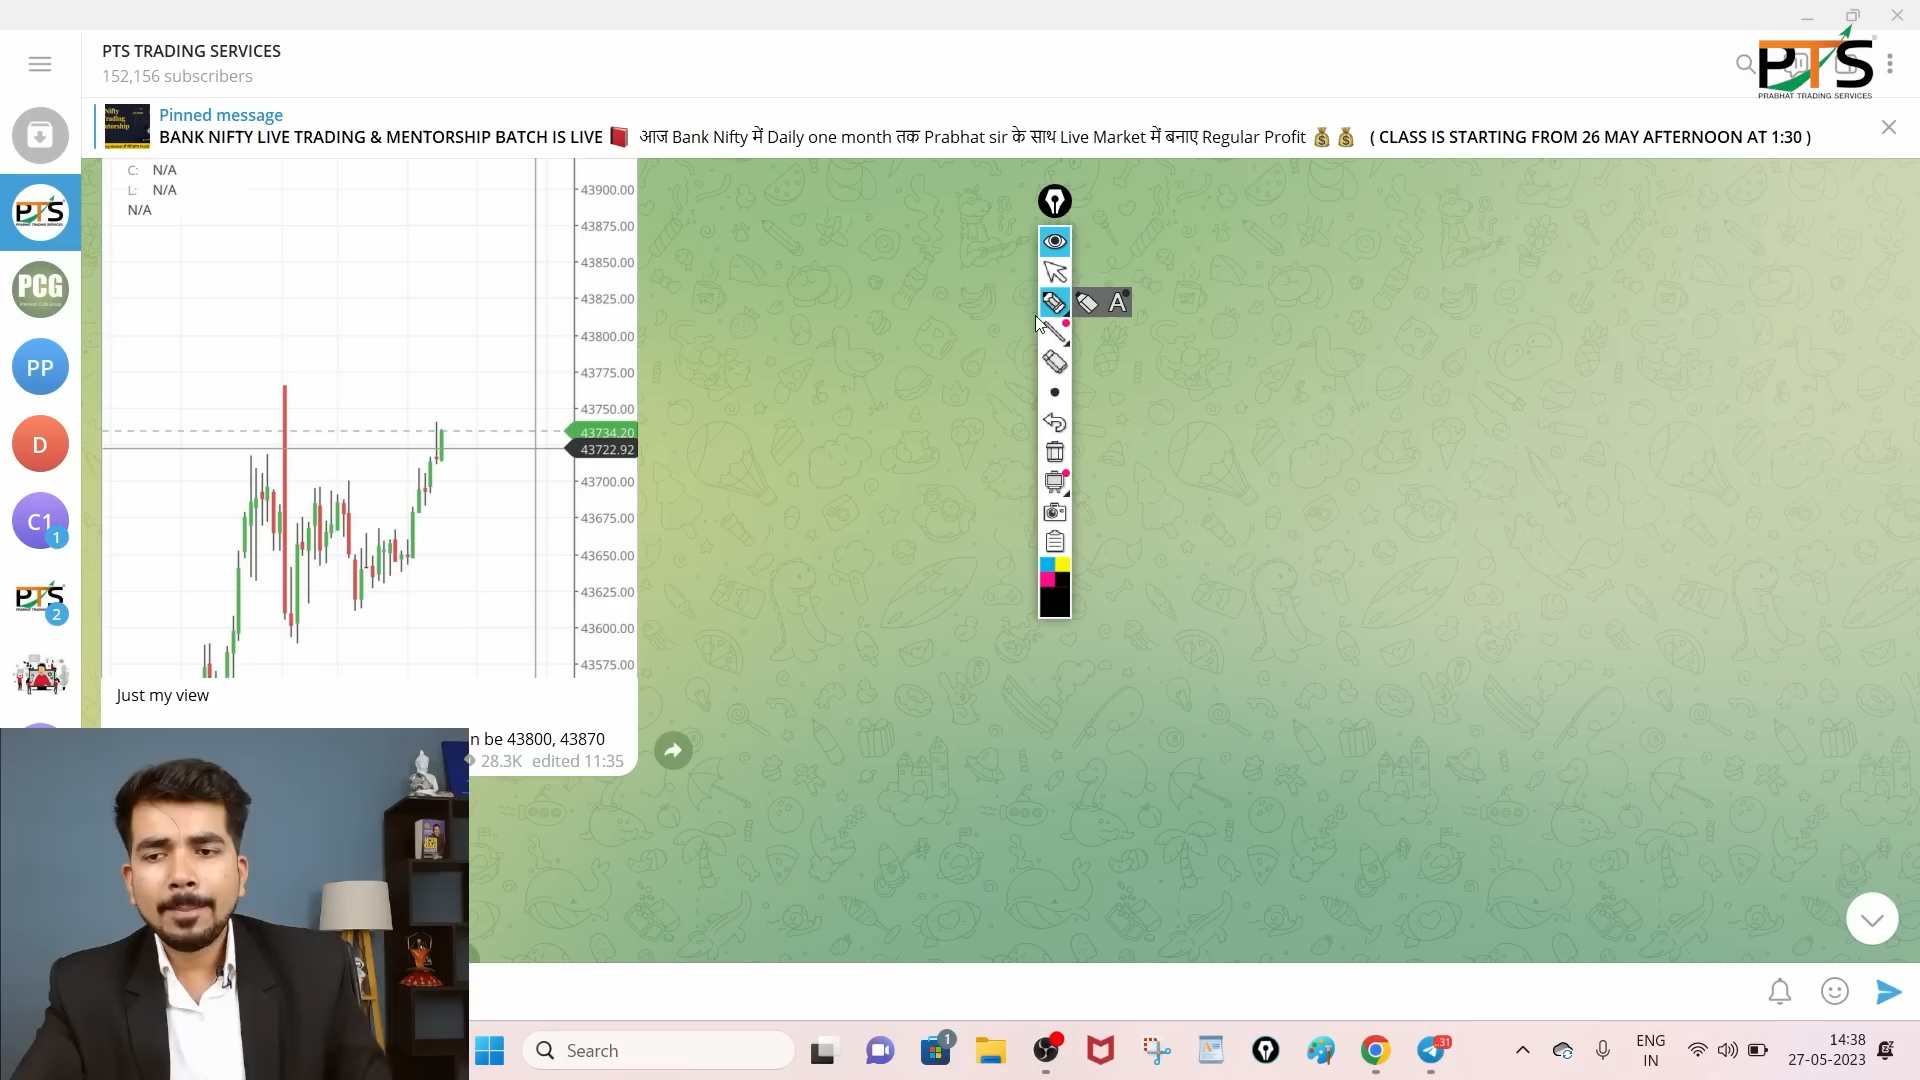 PTS TRADING SERVICES
152,156 subscribers
PTS
PRABHAT TRADING SERVICES
Pinned message
BANK NIFTY LIVE TRADING & MENTORSHIP BATCH IS LIVE 📕 आज Bank Nifty में Daily one month तक Prabhat sir के साथ Live Market में बनाए Regular Profit 💰 💰 ( CLASS IS STARTING FROM 26 MAY AFTERNOON AT 1:30 )
C: N/A
L: N/A
N/A
43900.00
43875.00
43850.00
43825.00
43800.00
43775.00
43750.00
43734.20
43722.92
43700.00
43675.00
43650.00
43625.00
43600.00
43575.00
PTS
PCG
PP
D
C1
1
PTS
2
A
Just my view
n be 43800, 43870
28.3K edited 11:35
Search
1
31
ENG
IN
14:38
27-05-2023